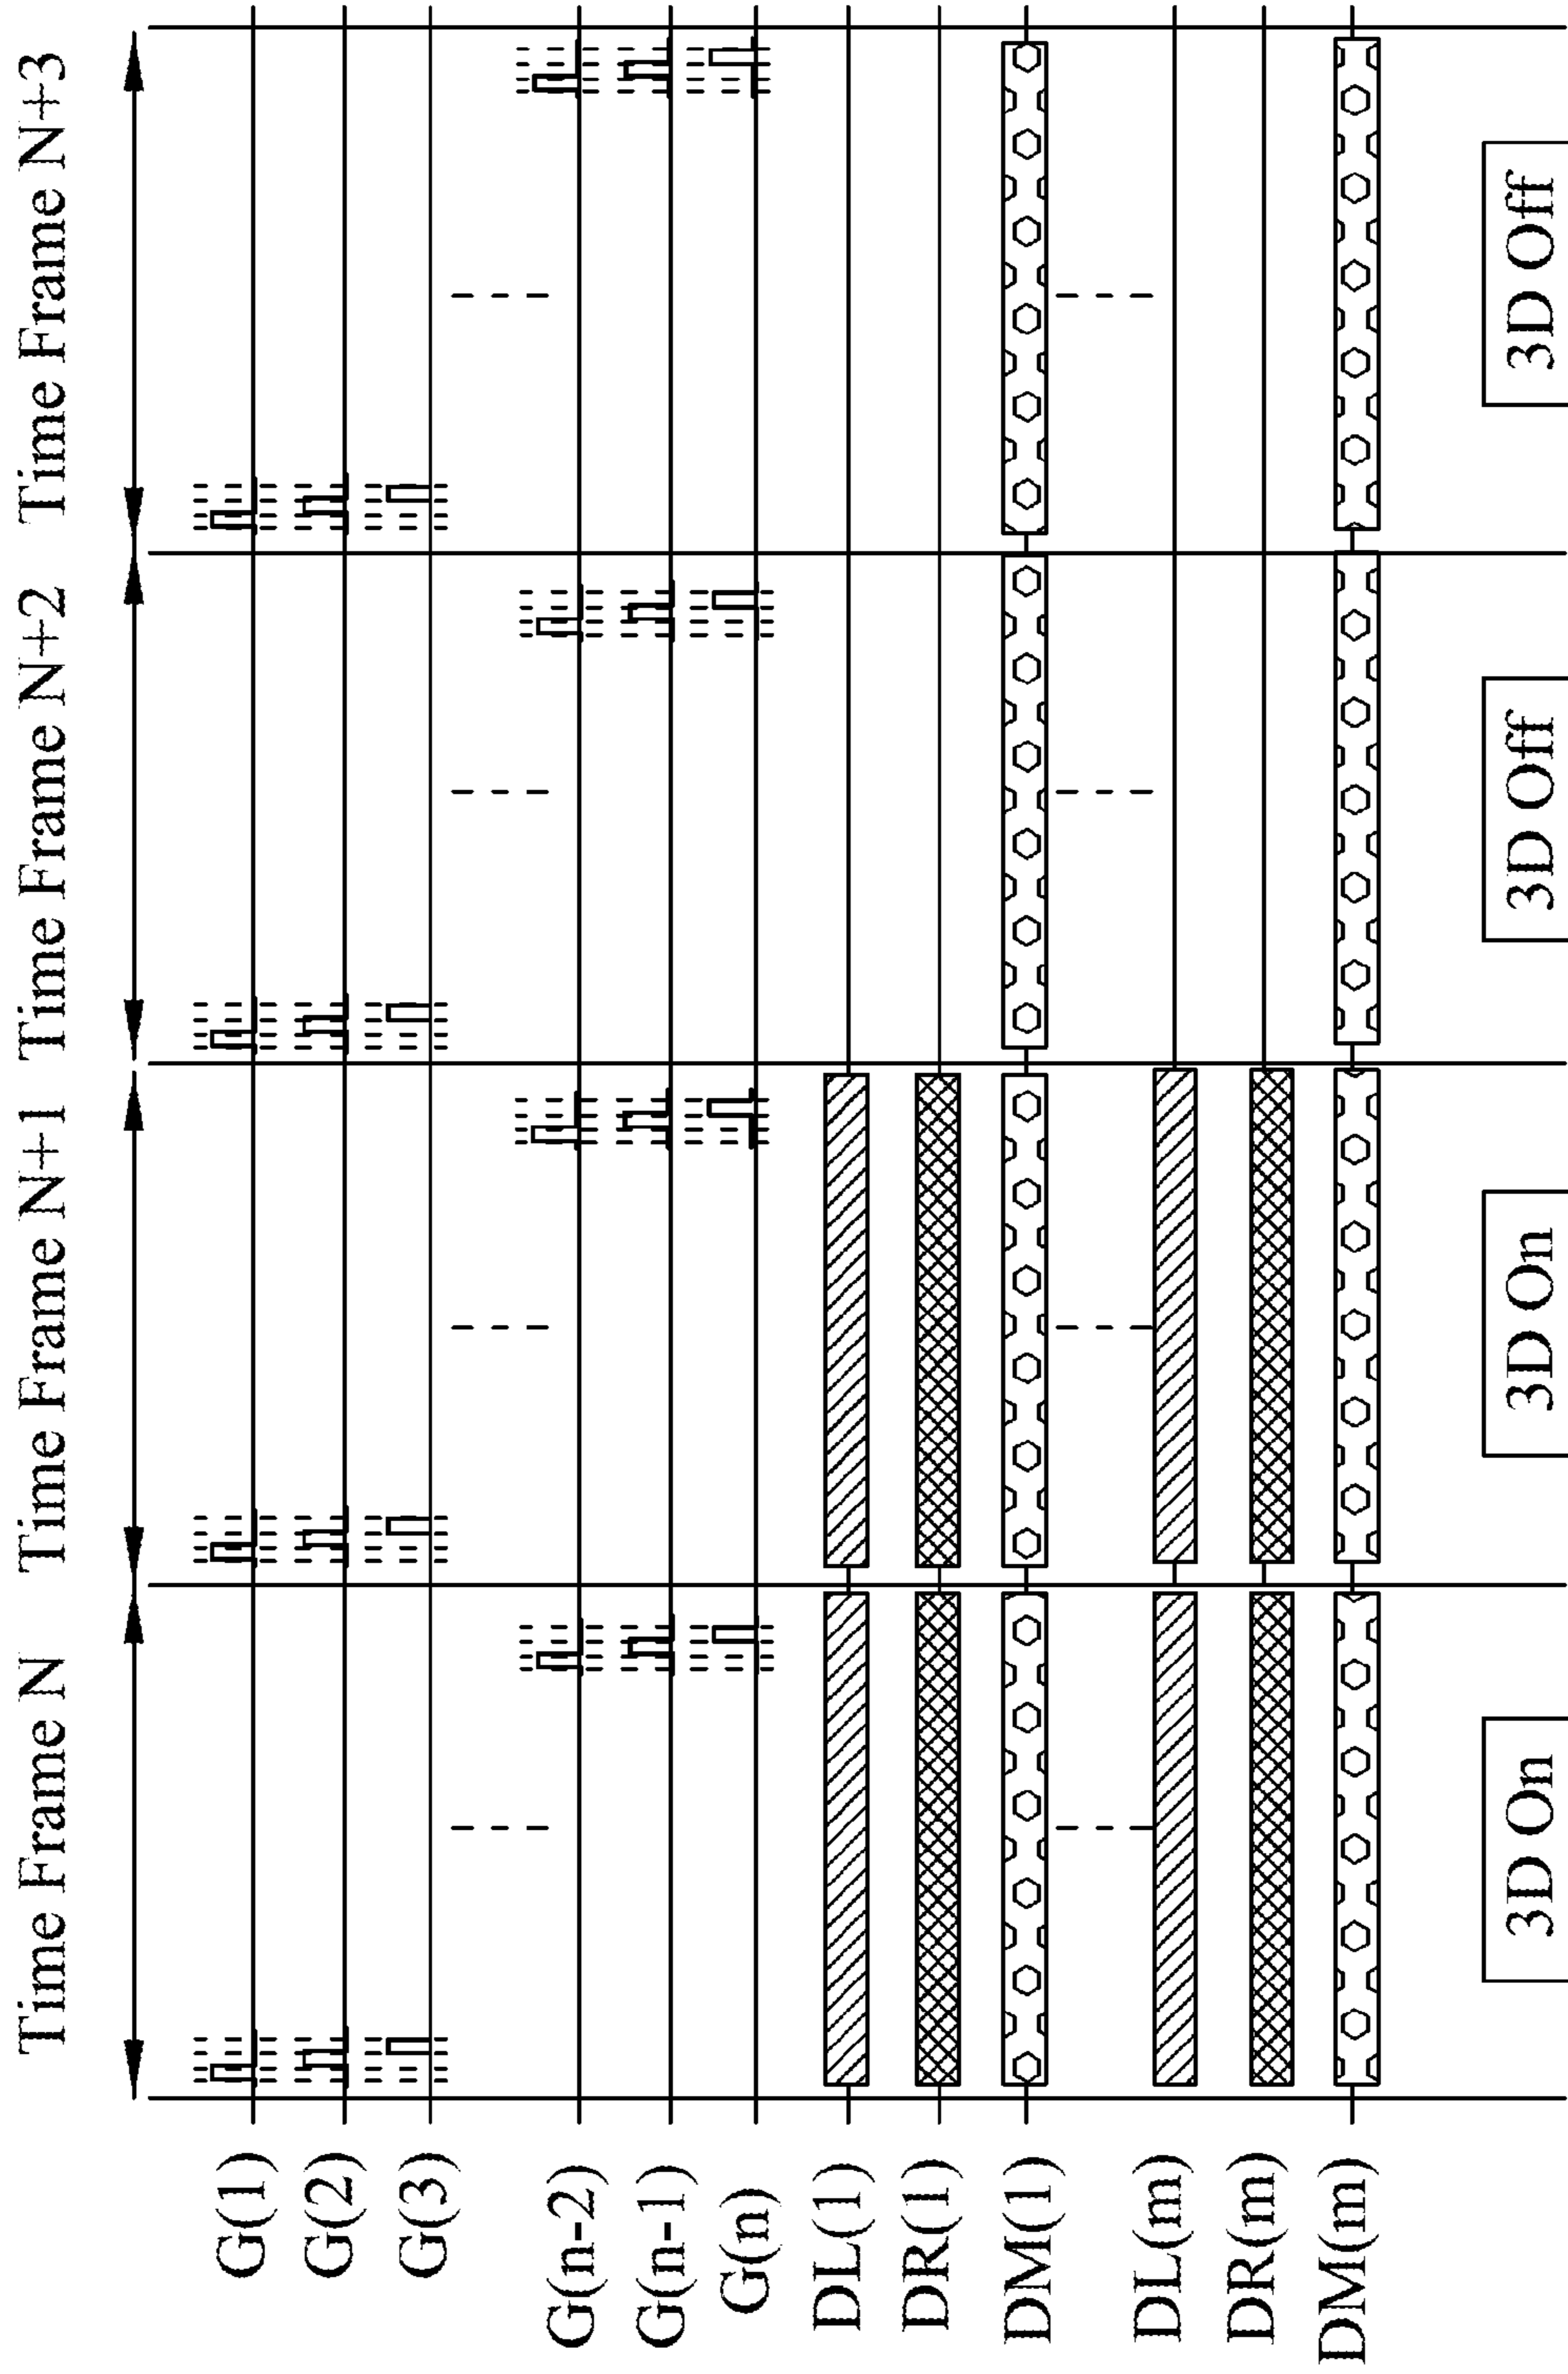 Time Frame N
Time Frame N+1
Time Frame N+2
Time Frame N+3
G(1)
G(2)
G(3)
G(n-2)
G(n-1)
G(n)
DL(1)
DR(1)
DM(1)
DL(m)
DR(m)
DM(m)
3D On
3D On
3D Off
3D Off